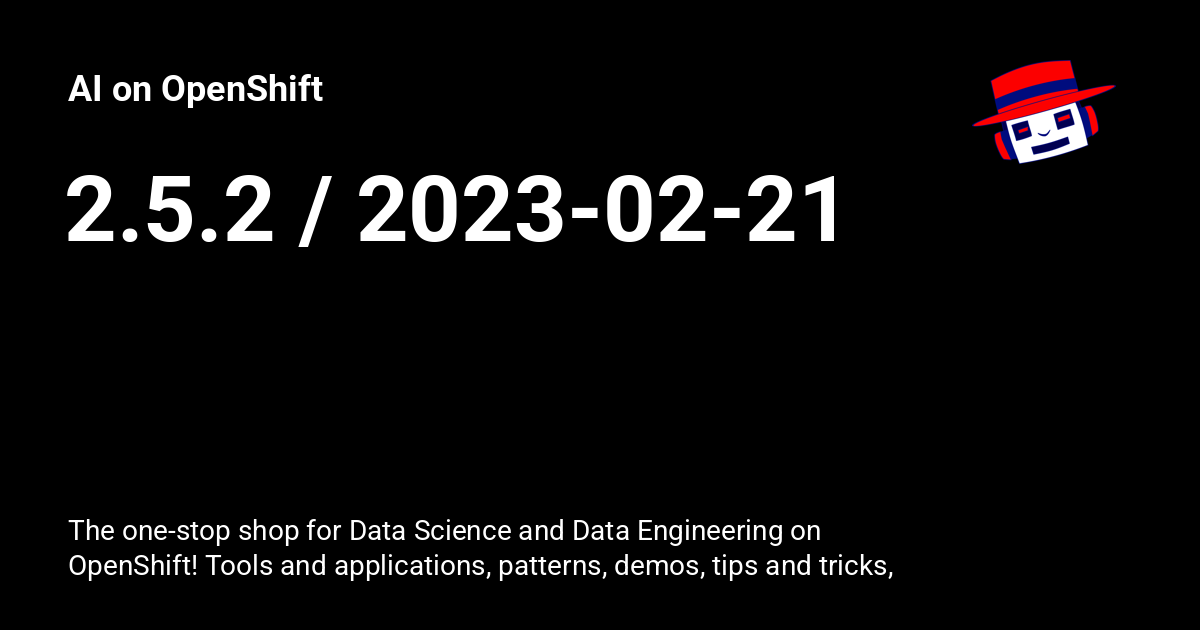 AI on OpenShift
2.5.2 / 2023-02-21
The one-stop shop for Data Science and Data Engineering on
OpenShift! Tools and applications, patterns, demos, tips and tricks,